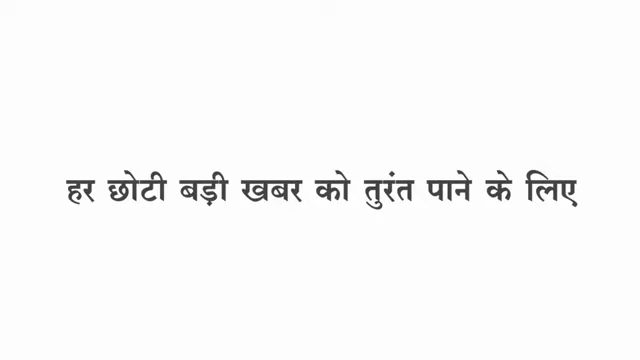 हर छोटी बड़ी खबर को तुरंत पाने के लिए